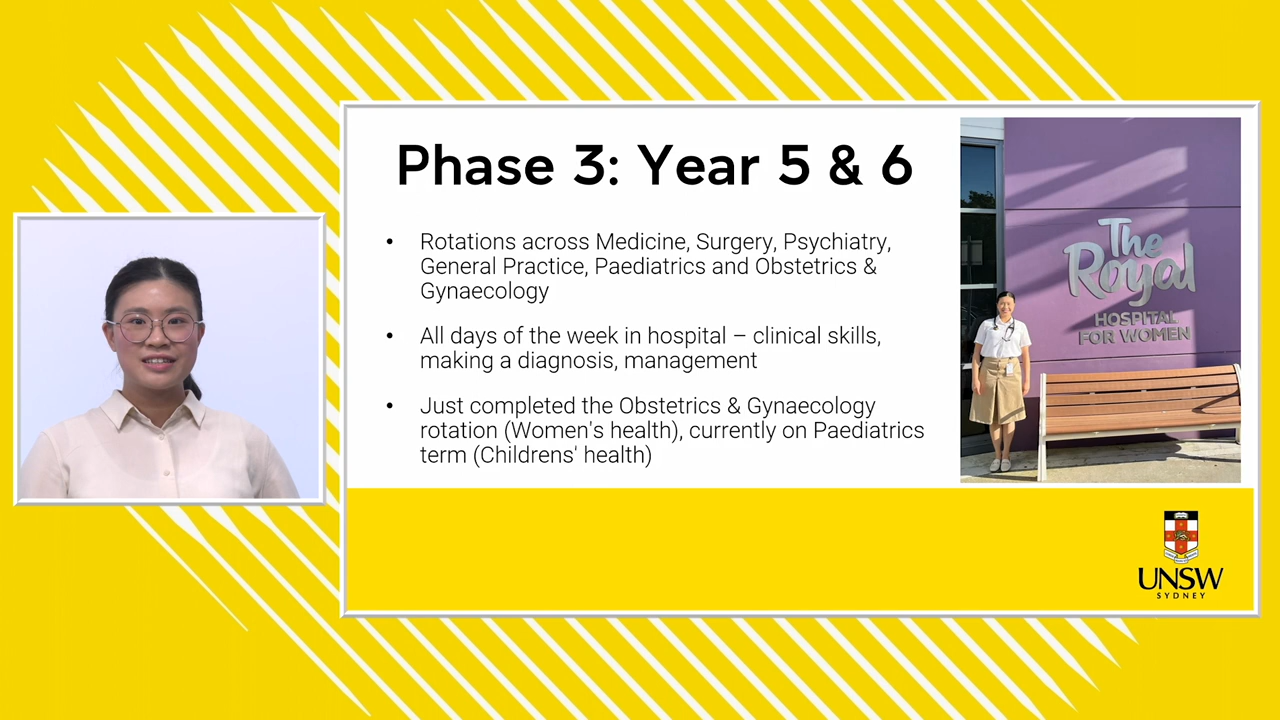 Phase 3: Year 5 & 6
• Rotations across Medicine, Surgery, Psychiatry,
General Practice, Paediatrics and Obstetrics &
Gynaecology
• All days of the week in hospital – clinical skills,
making a diagnosis, management
• Just completed the Obstetrics & Gynaecology
rotation (Women's health), currently on Paediatrics
term (Childrens' health)
The
Royal
HOSPITAL
FOR WOMEN
UNSW
SYDNEY